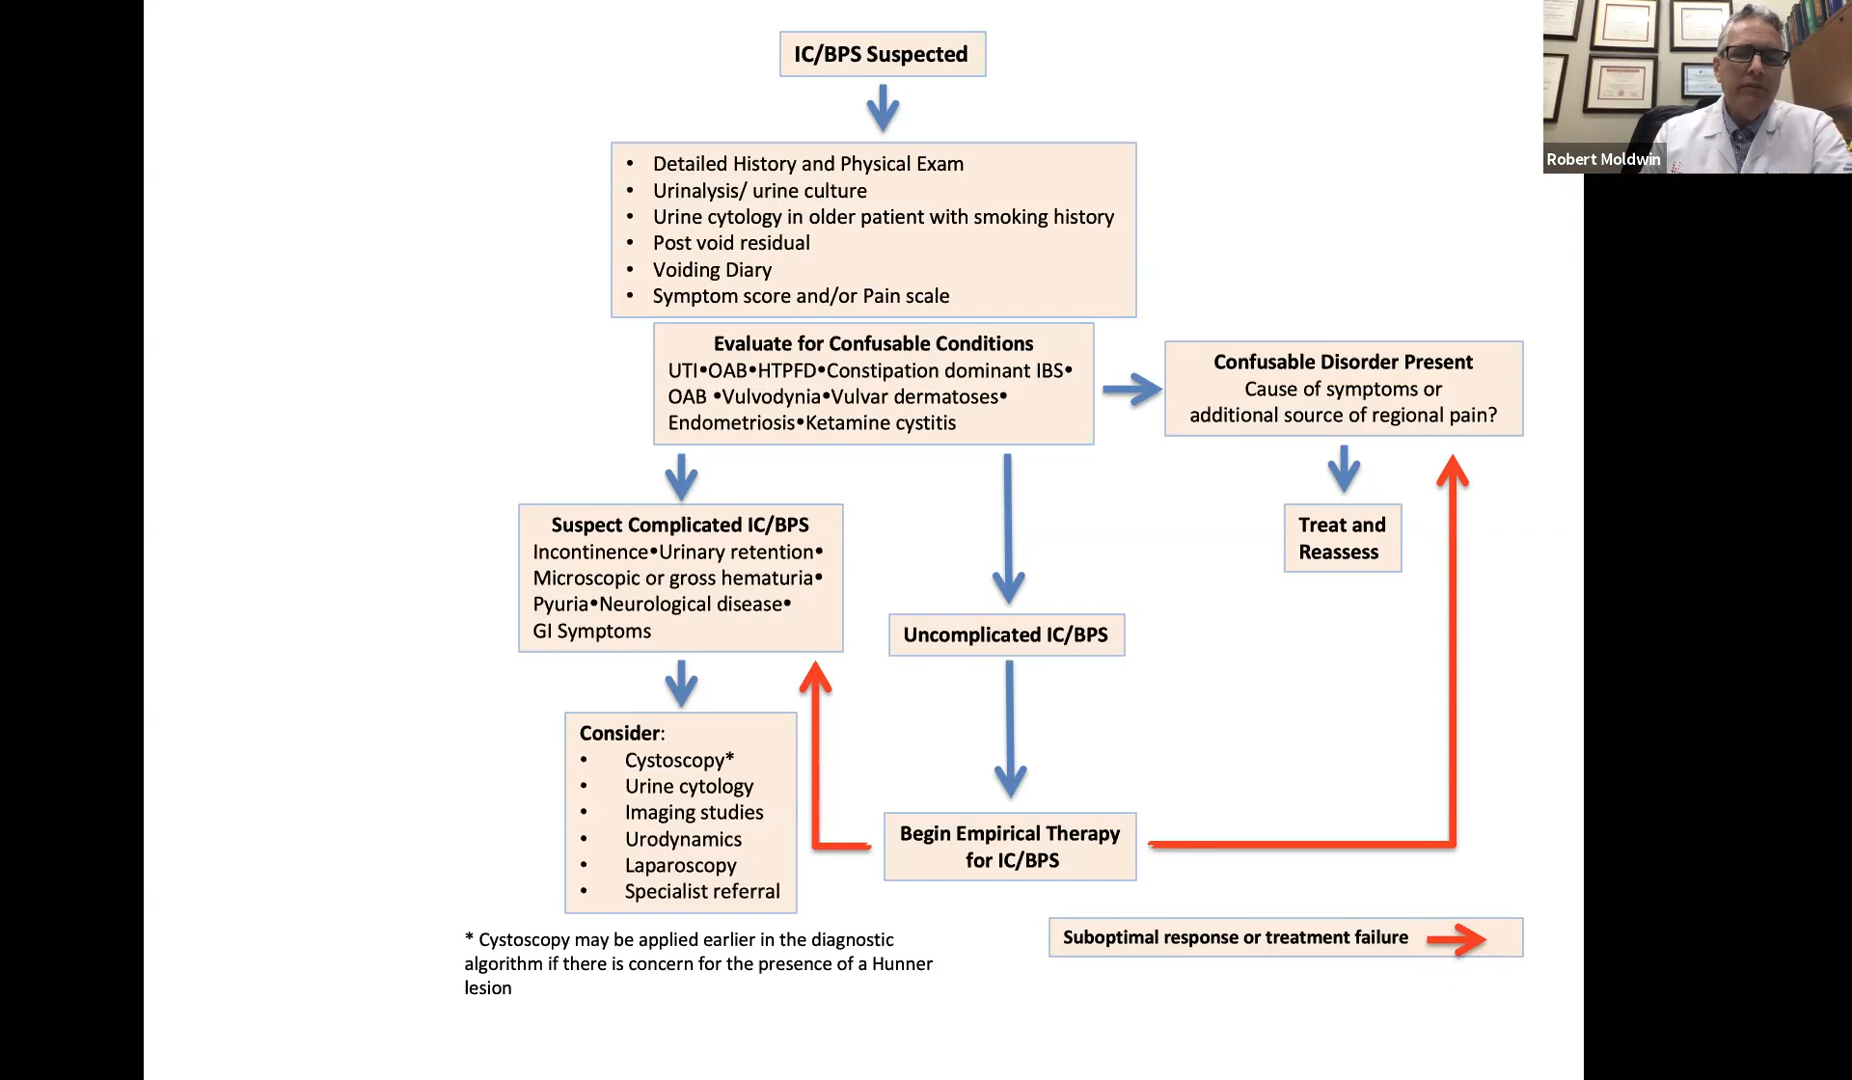 IC/BPS Suspected
Robert Moldwin
• Detailed History and Physical Exam
• Urinalysis/ urine culture
• Urine cytology in older patient with smoking history
• Post void residual
• Voiding Diary
• Symptom score and/or Pain scale
Evaluate for Confusable Conditions
UTI•OAB•HTPFD•Constipation dominant IBS•
OAB •Vulvodynia•Vulvar dermatoses•
Endometriosis•Ketamine cystitis
Confusable Disorder Present
Cause of symptoms or
additional source of regional pain?
Treat and
Reassess
Suspect Complicated IC/BPS
Incontinence•Urinary retention•
Microscopic or gross hematuria•
Pyuria•Neurological disease•
GI Symptoms
Uncomplicated IC/BPS
Consider:
• Cystoscopy*
• Urine cytology
• Imaging studies
• Urodynamics
• Laparoscopy
• Specialist referral
Begin Empirical Therapy
for IC/BPS
* Cystoscopy may be applied earlier in the diagnostic
algorithm if there is concern for the presence of a Hunner
lesion
Suboptimal response or treatment failure